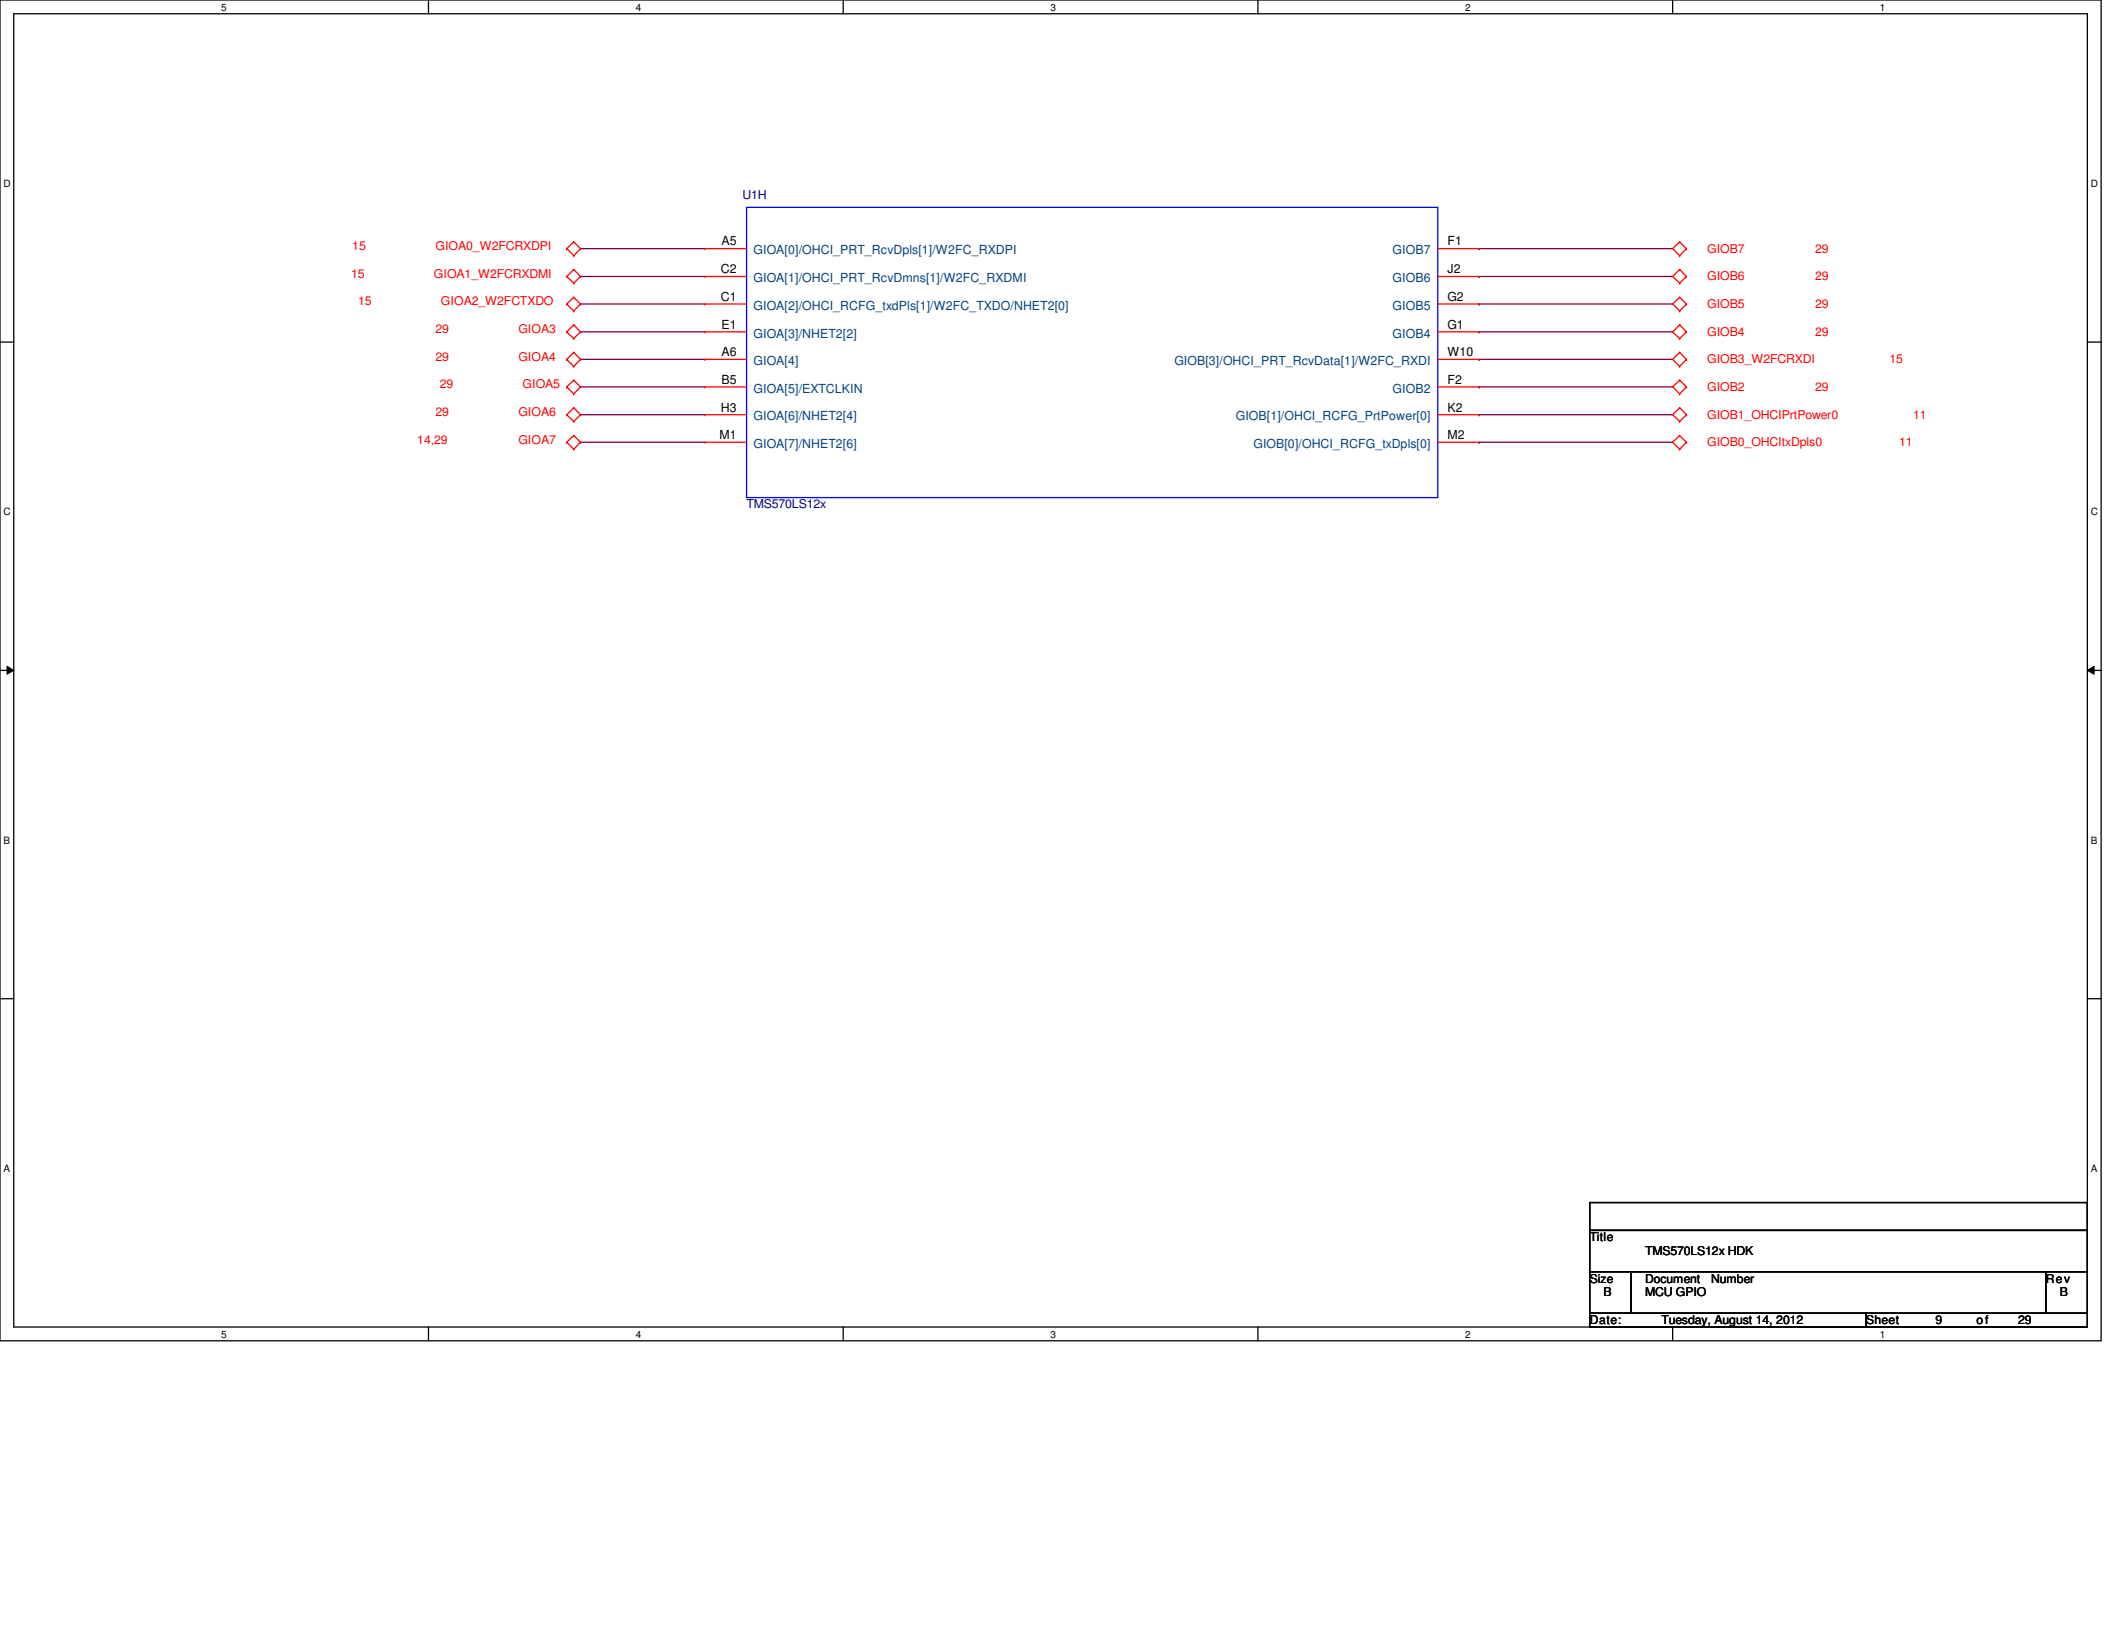 5 4 3 2 1
D D
U1H
15 GIOA0_W2FCRXDPI A5 GIOA[0]/OHCI_PRT_RcvDpls[1]/W2FC_RXDPI GIOB7 F1 GIOB7 29
15 GIOA1_W2FCRXDMI C2 GIOA[1]/OHCI_PRT_RcvDmns[1]/W2FC_RXDMI GIOB6 J2 GIOB6 29
15 GIOA2_W2FCTXDO C1 GIOA[2]/OHCI_RCFG_txdPls[1]/W2FC_TXDO/NHET2[0] GIOB5 G2 GIOB5 29
29 GIOA3 E1 GIOA[3]/NHET2[2] GIOB4 G1 GIOB4 29
29 GIOA4 A6 GIOA[4] GIOB[3]/OHCI_PRT_RcvData[1]/W2FC_RXDI W10 GIOB3_W2FCRXDI 15
29 GIOA5 B5 GIOA[5]/EXTCLKIN GIOB2 F2 GIOB2 29
29 GIOA6 H3 GIOA[6]/NHET2[4] GIOB[1]/OHCI_RCFG_PrtPower[0] K2 GIOB1_OHCIPrtPower0 11
14,29 GIOA7 M1 GIOA[7]/NHET2[6] GIOB[0]/OHCI_RCFG_txDpls[0] M2 GIOB0_OHCItxDpls0 11
TMS570LS12x
C C
B B
A A
Title
TMS570LS12x HDK
Size Document Number Rev
B MCU GPIO B
Date: Tuesday, August 14, 2012 Sheet 9 of 29
5 4 3 2 1